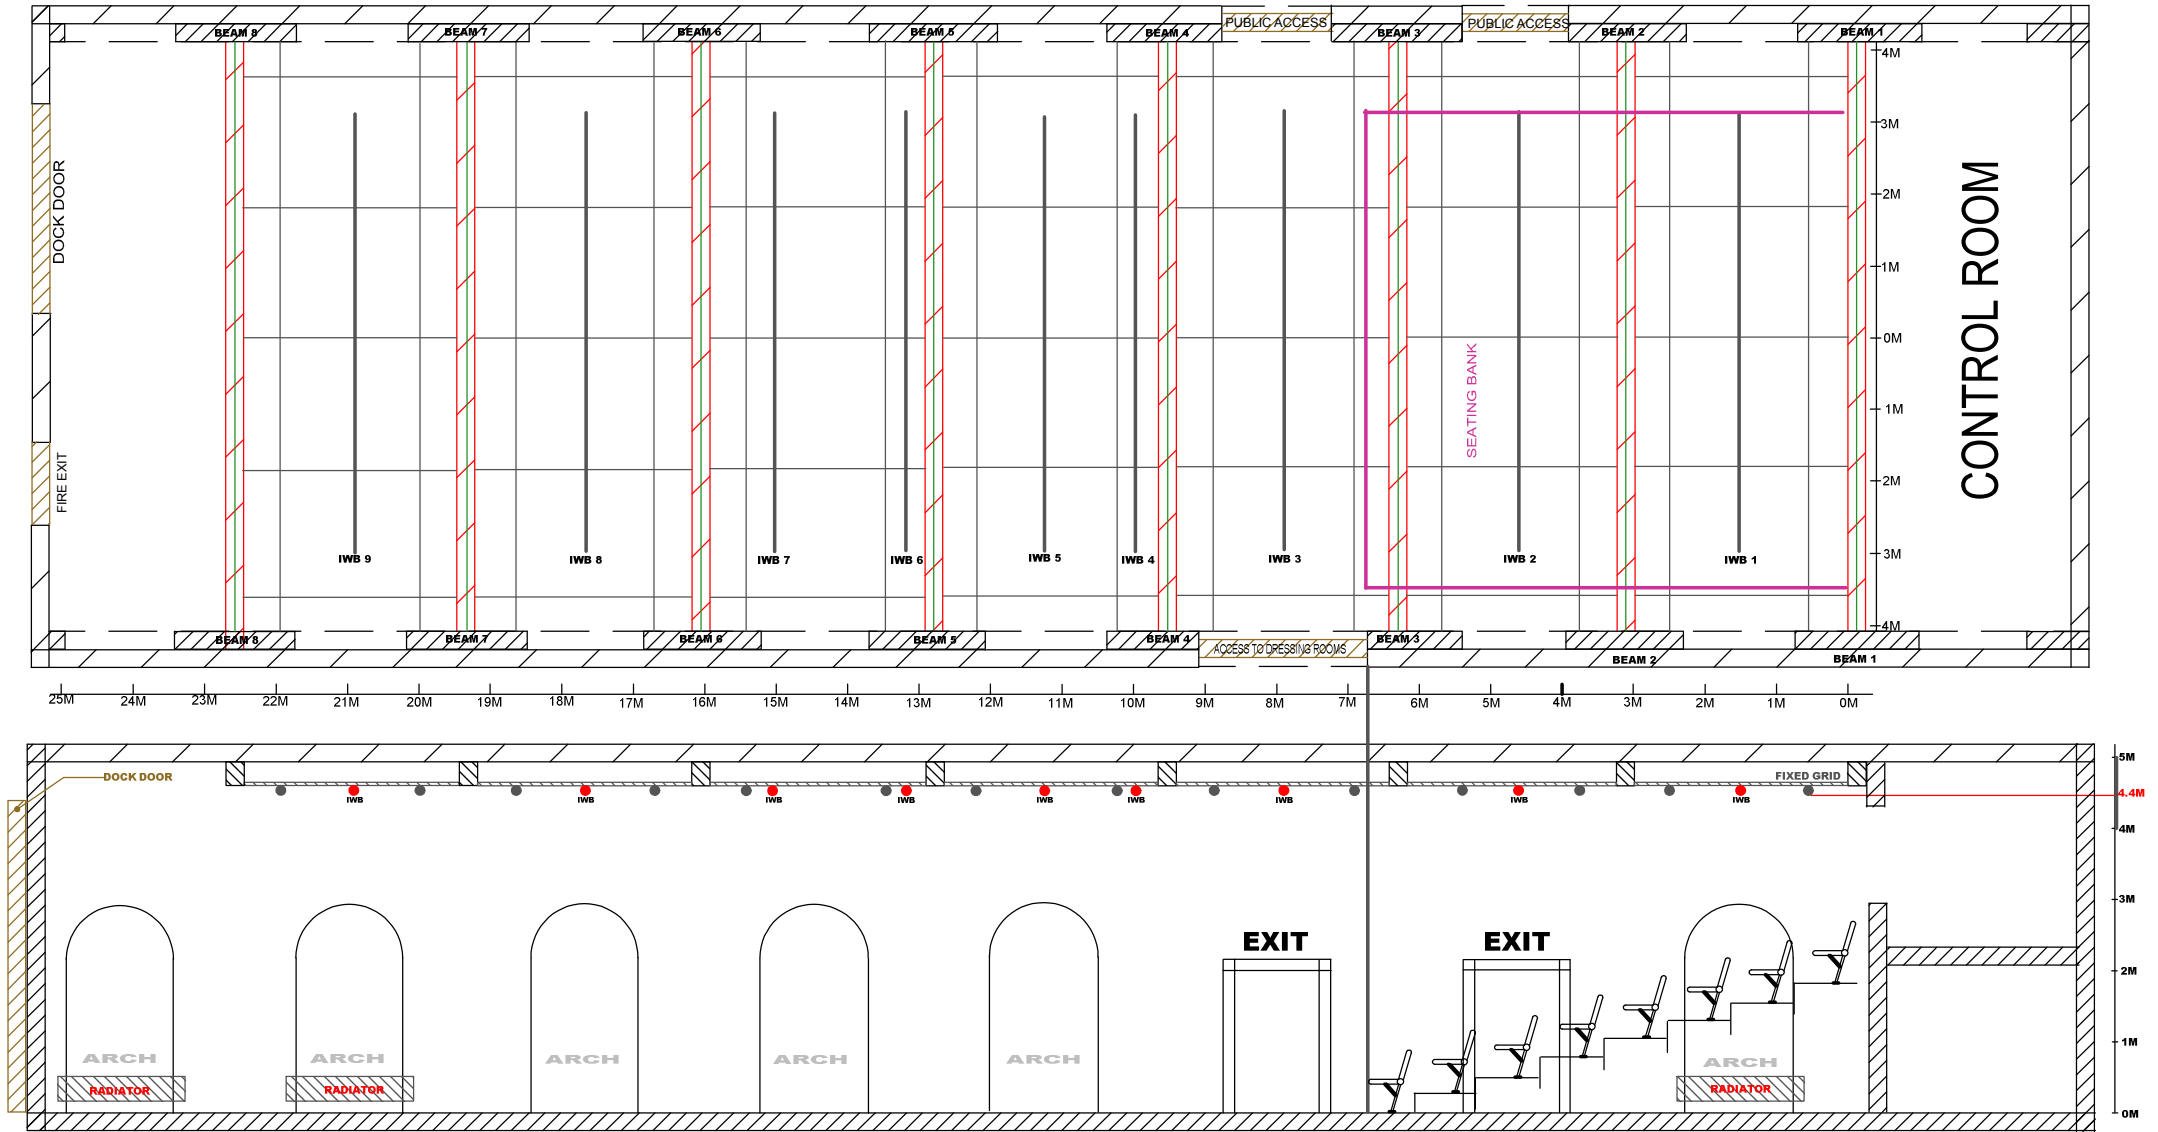 PUBLIC ACCESS
PUBLIC ACCESS
BEAM 8
BEAM 7
BEAM 6
BEAM 5
BEAM 4
BEAM 3
BEAM 2
BEAM 1
4M
3M
2M
1M
0M
1M
2M
3M
4M
DOCK DOOR
FIRE EXIT
SEATING BANK
CONTROL ROOM
IWB 9
IWB 8
IWB 7
IWB 6
IWB 5
IWB 4
IWB 3
IWB 2
IWB 1
BEAM 8
BEAM 7
BEAM 6
BEAM 5
BEAM 4
BEAM 3
ACCESS TO DRESSING ROOMS
BEAM 2
BEAM 1
25M
24M
23M
22M
21M
20M
19M
18M
17M
16M
15M
14M
13M
12M
11M
10M
9M
8M
7M
6M
5M
4M
3M
2M
1M
0M
DOCK DOOR
FIXED GRID
IWB
IWB
IWB
IWB
IWB
IWB
IWB
IWB
IWB
5M
4.4M
4M
3M
2M
1M
0M
EXIT
EXIT
ARCH
ARCH
ARCH
ARCH
ARCH
ARCH
RADIATOR
RADIATOR
RADIATOR